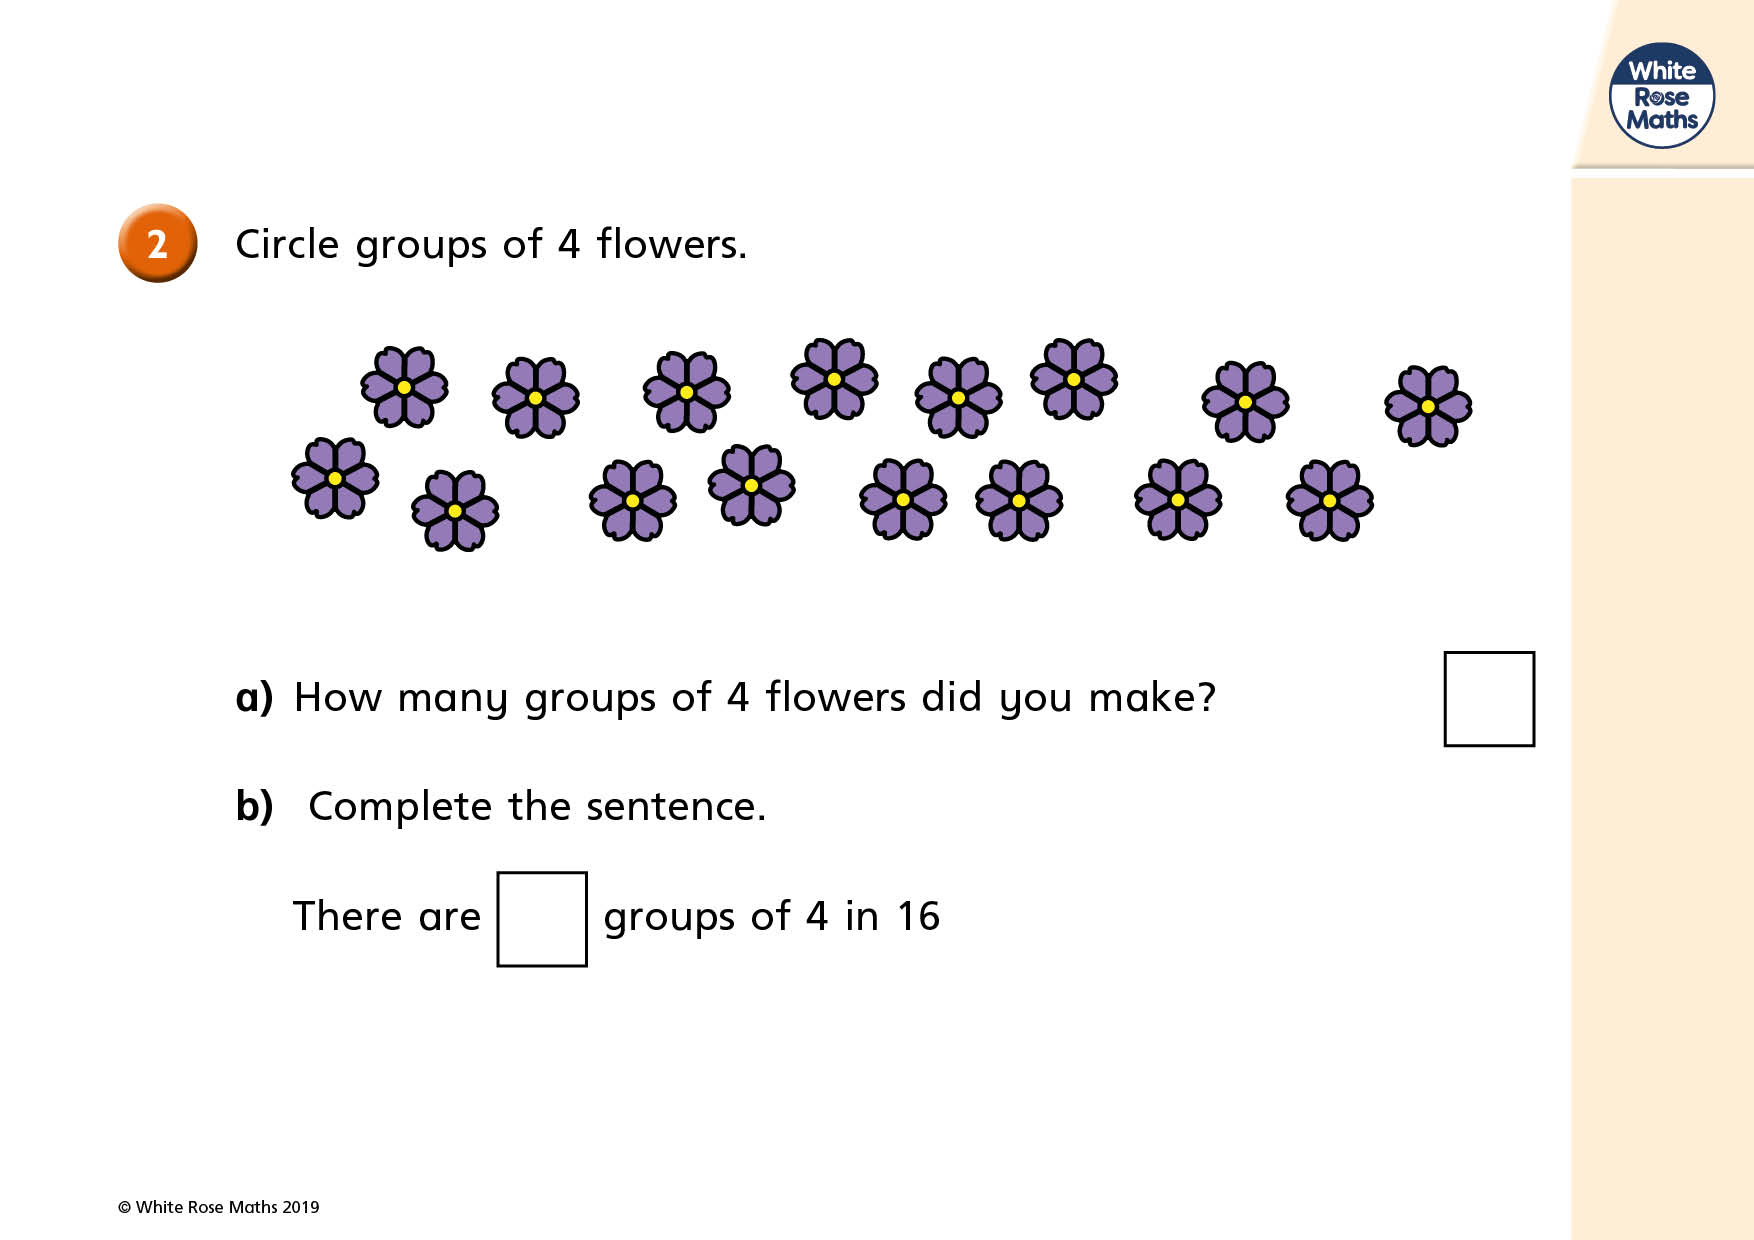 White
Rose
Maths
2 Circle groups of 4 flowers.
a) How many groups of 4 flowers did you make?
b) Complete the sentence.
There are groups of 4 in 16
© White Rose Maths 2019